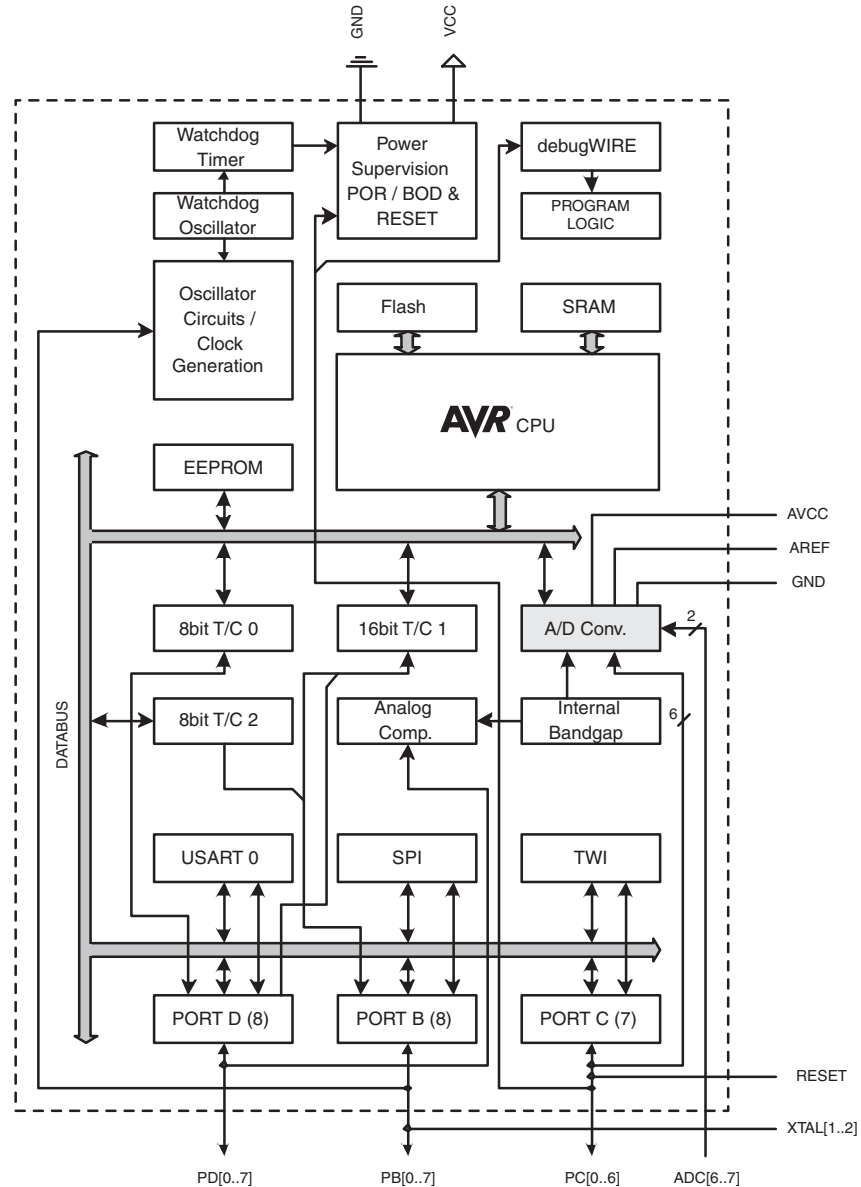 GND
VCC
Watchdog
Timer
Power
Supervision
POR / BOD &
RESET
debugWIRE
Watchdog
Oscillator
PROGRAM
LOGIC
Oscillator
Circuits /
Clock
Generation
Flash
SRAM
AVR CPU
EEPROM
AVCC
AREF
GND
8bit T/C 0
16bit T/C 1
A/D Conv.
2
8bit T/C 2
Analog
Comp.
Internal
Bandgap
6
DATABUS
USART 0
SPI
TWI
PORT D (8)
PORT B (8)
PORT C (7)
RESET
XTAL[1..2]
PD[0..7]
PB[0..7]
PC[0..6]
ADC[6..7]